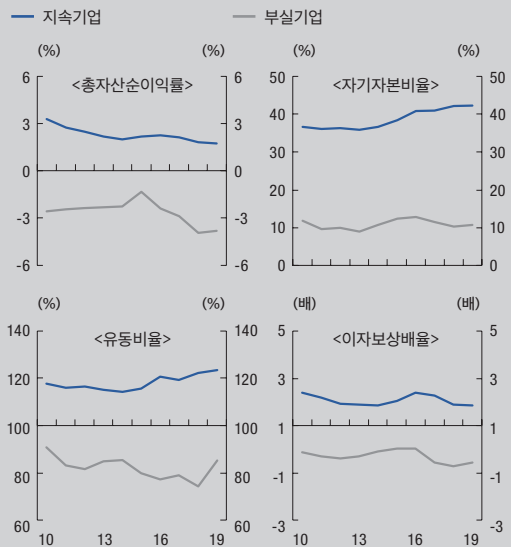 지속기업 부실기업
(%) (%) (%) (%)
<총자산순이익률> <자기자본비율>
6 6 50 50
40 40
3 3
30 30
0 0
20 20
-3 -3
10 10
-6 -6 0 0
(%) (%) (배) (배)
<유동비율> <이자보상배율>
140 140 5 5
120 120 3 3
100 100 1 1
80 80 -1 -1
60 60 -3 -3
10 13 16 19 10 13 16 19